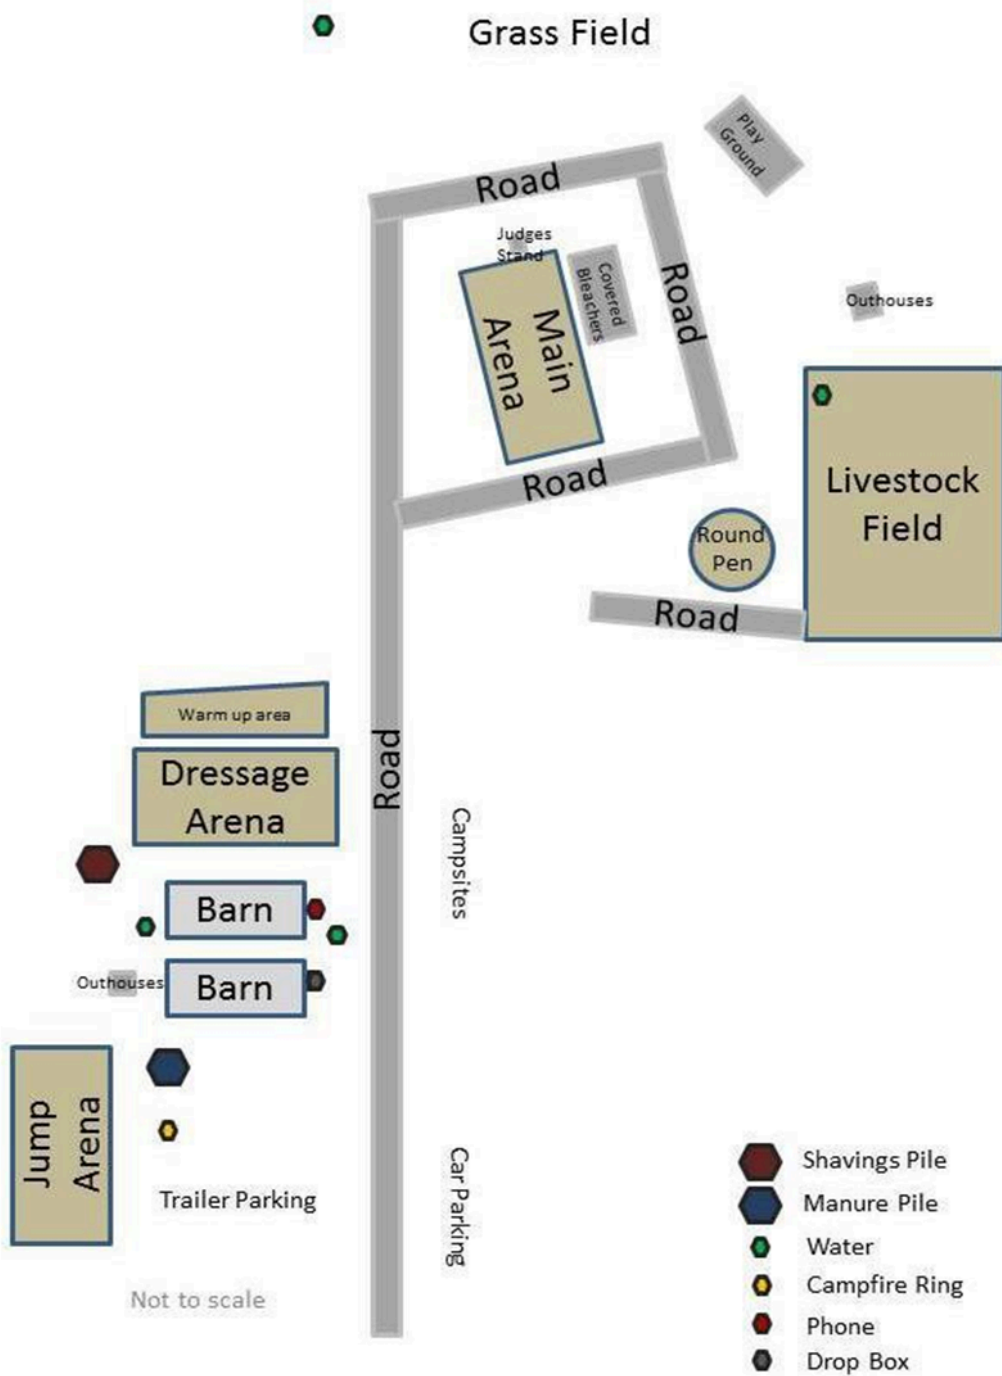 Grass Field
Play
Ground
Road
Judges
Stand
Covered
Bleachers
Road
Outhouses
Main
Arena
Livestock
Field
Road
Round
Pen
Road
Warm up area
Road
Dressage
Arena
Campsites
Barn
Outhouses
Barn
Jump
Arena
Trailer Parking
Car Parking
Not to scale
Shavings Pile
Manure Pile
Water
Campfire Ring
Phone
Drop Box